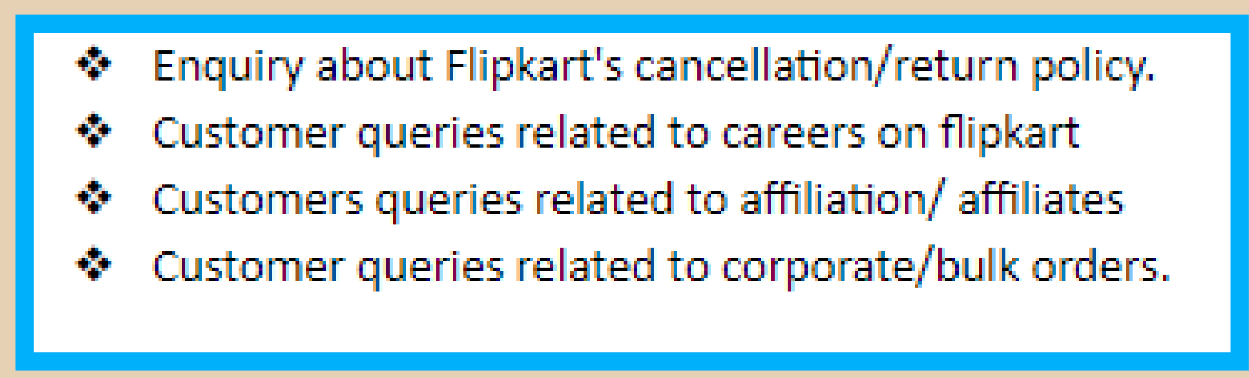 ❖ Enquiry about Flipkart's cancellation/return policy.
❖ Customer queries related to careers on flipkart
❖ Customers queries related to affiliation/ affiliates
❖ Customer queries related to corporate/bulk orders.